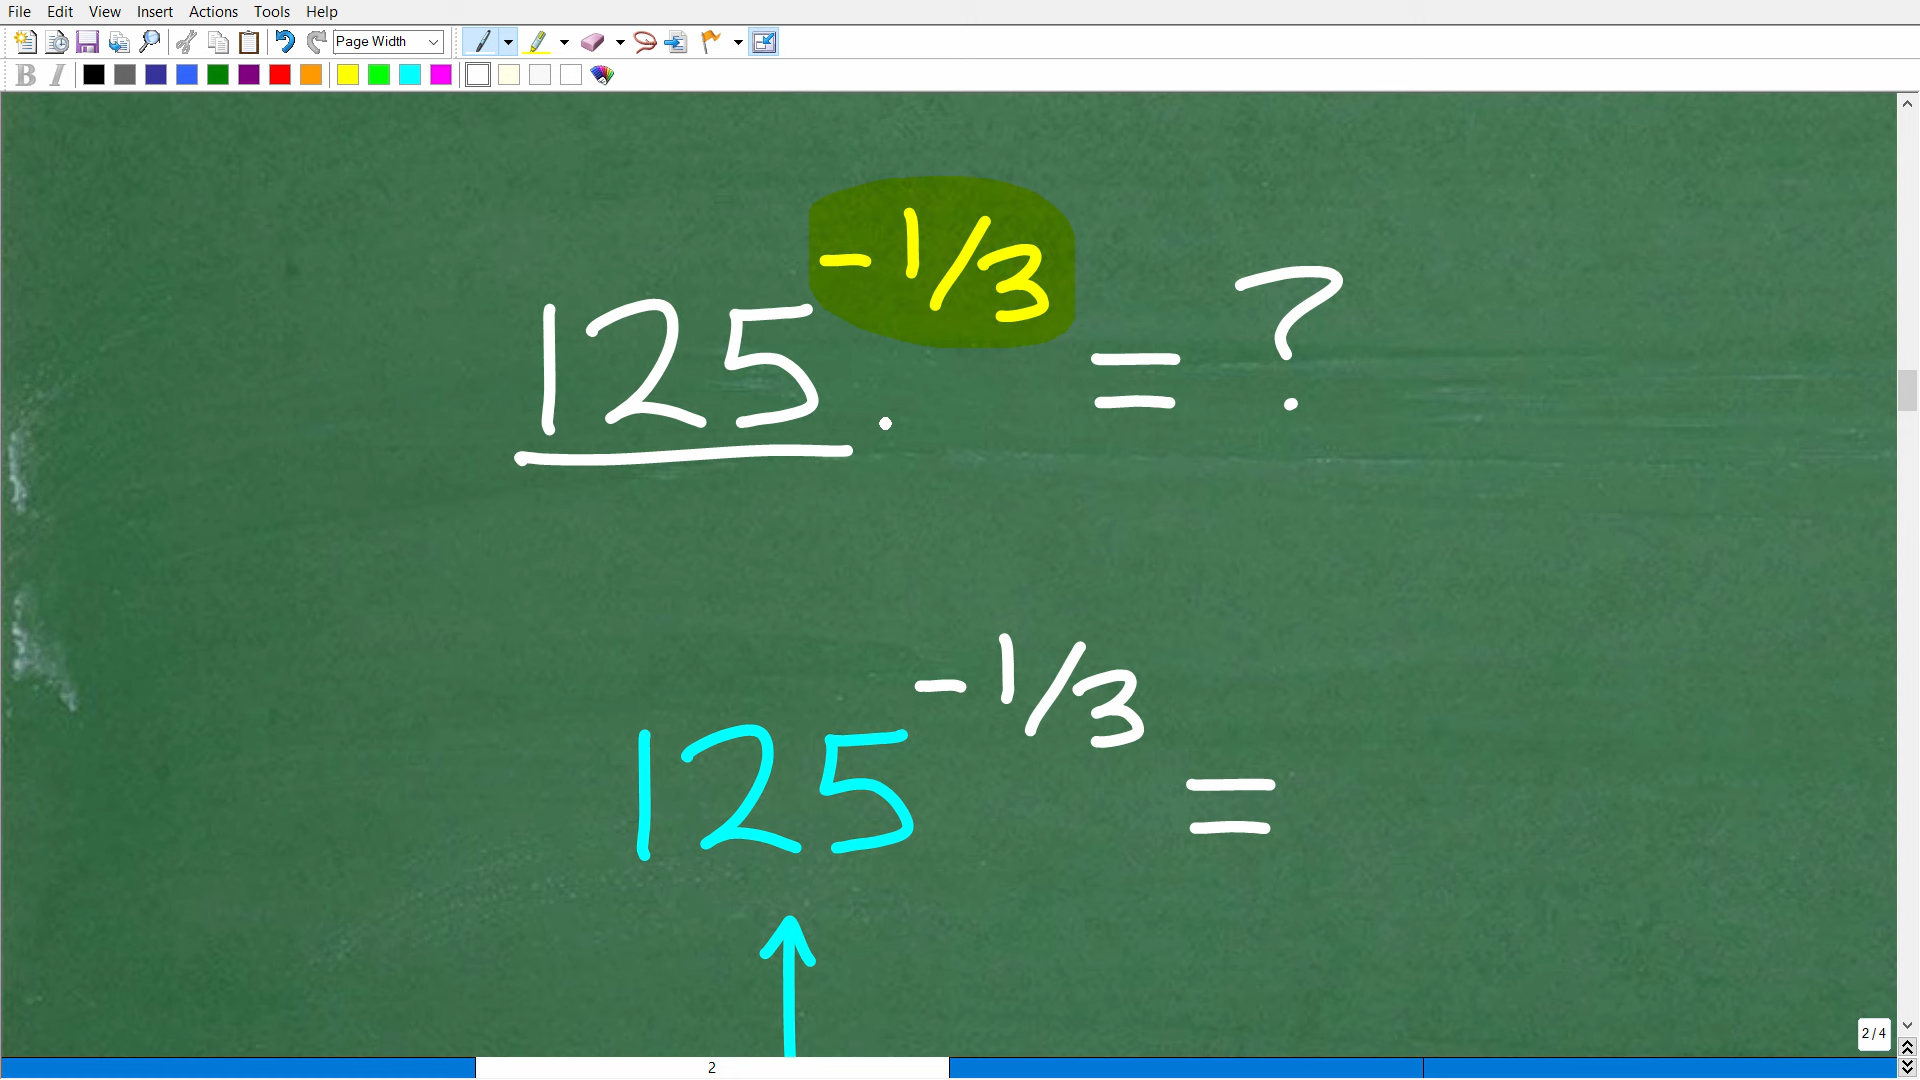 File Edit View Insert Actions Tools Help
Page Width
B I
125^-1/3 = ?
125^-1/3 =
2 / 4
2